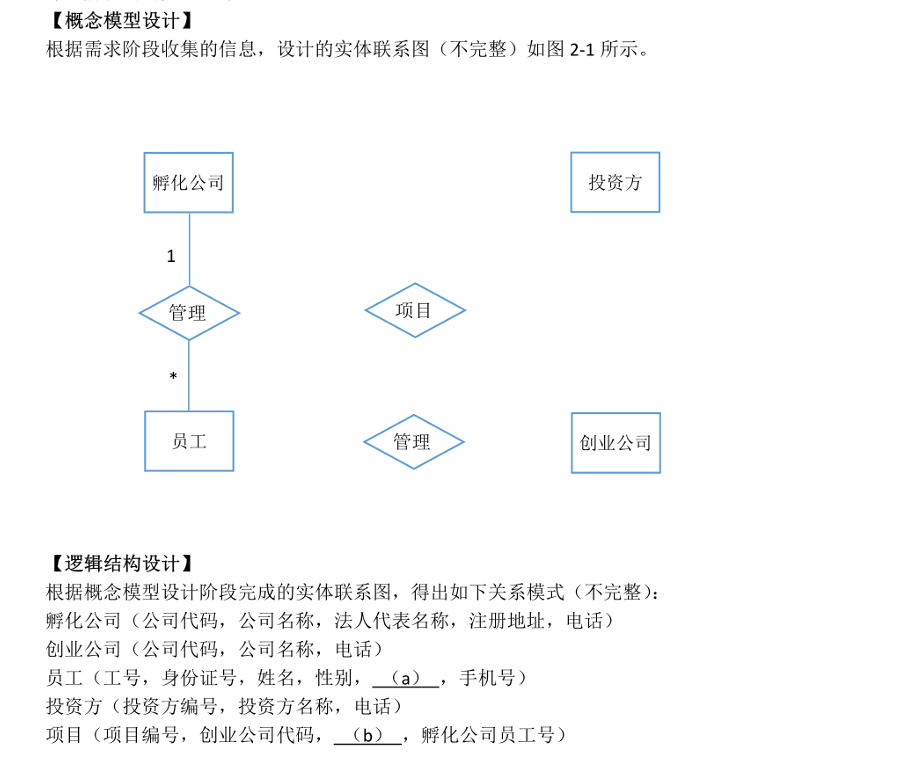 【概念模型设计】
根据需求阶段收集的信息，设计的实体联系图（不完整）如图 2-1 所示。
孵化公司
投资方
1
管理
项目
*
员工
管理
创业公司
【逻辑结构设计】
根据概念模型设计阶段完成的实体联系图，得出如下关系模式（不完整）：
孵化公司（公司代码，公司名称，法人代表名称，注册地址，电话）
创业公司（公司代码，公司名称，电话）
员工（工号，身份证号，姓名，性别，（a），手机号）
投资方（投资方编号，投资方名称，电话）
项目（项目编号，创业公司代码，（b），孵化公司员工号）